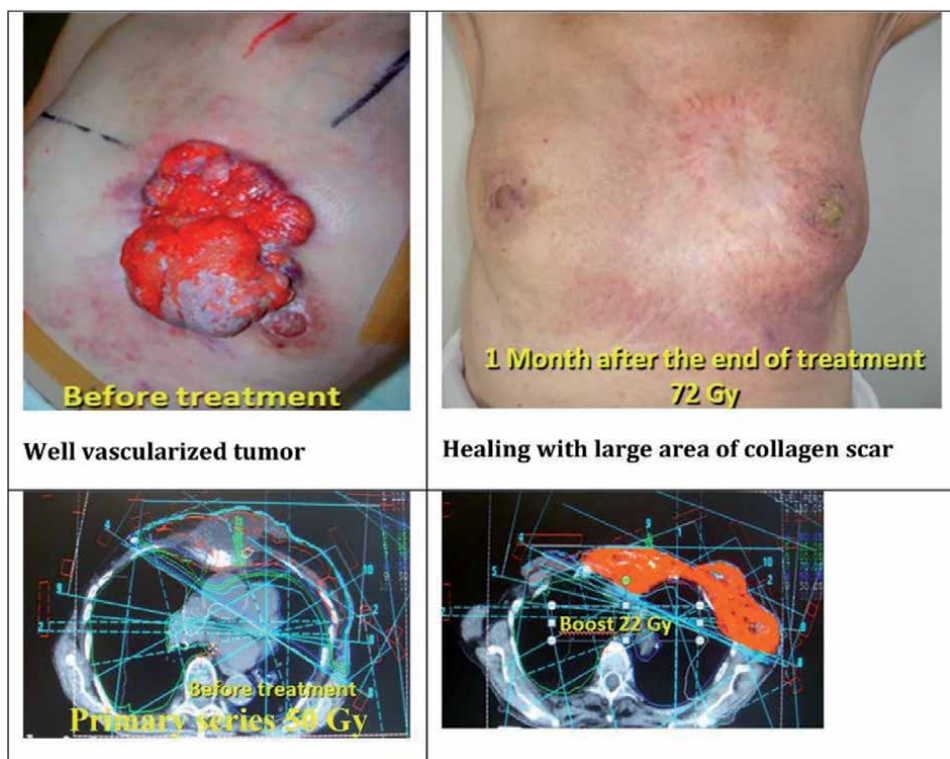 Before treatment
1 Month after the end of treatment
72 Gy
Well vascularized tumor
Healing with large area of collagen scar
Before treatment
Primary series 50 Gy
Boost 22 Gy